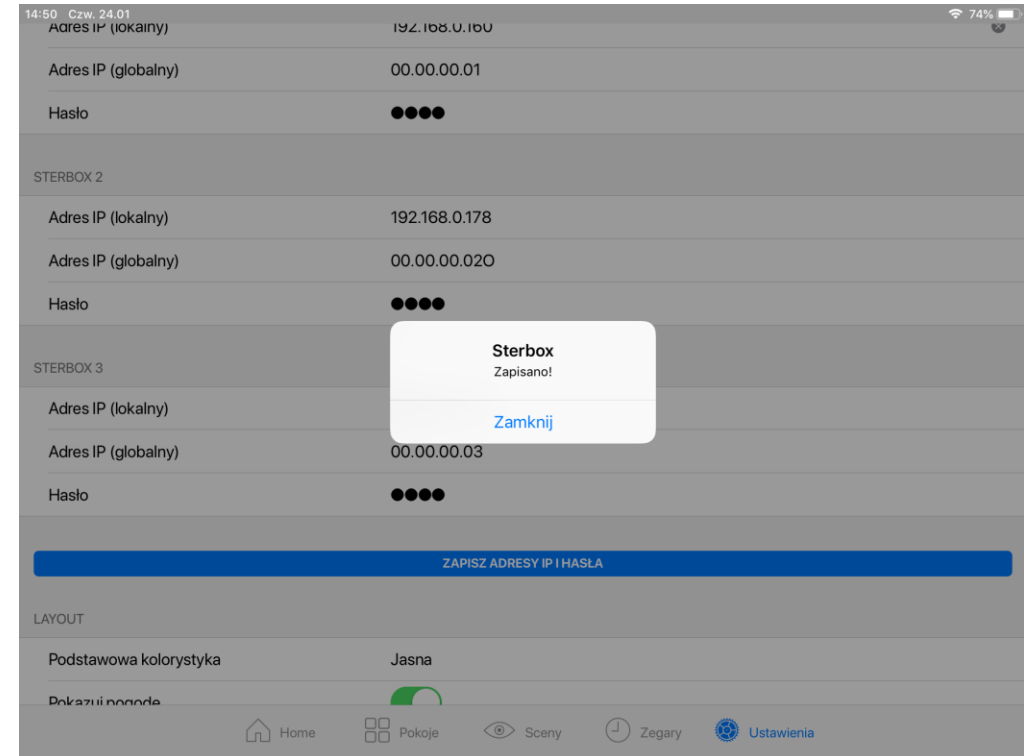 14:50 Czw. 24.01 74%
Adres IP (lokalny) 192.168.0.160
Adres IP (globalny) 00.00.00.01
Hasło ●●●●
STERBOX 2
Adres IP (lokalny) 192.168.0.178
Adres IP (globalny) 00.00.00.02O
Hasło ●●●●
STERBOX 3
Sterbox
Zapisano!
Zamknij
Adres IP (lokalny)
Adres IP (globalny) 00.00.00.03
Hasło ●●●●
ZAPISZ ADRESY IP I HASŁA
LAYOUT
Podstawowa kolorystyka Jasna
Pokazuj pogodę
Home Pokoje Sceny Zegary Ustawienia